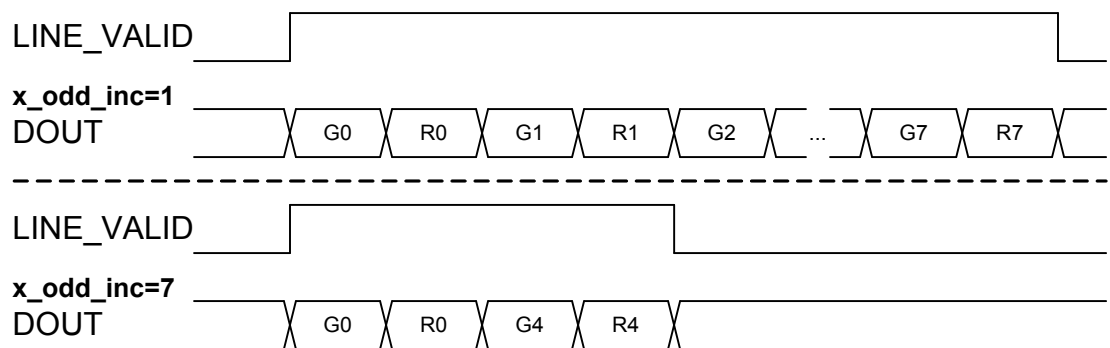 LINE_VALID
x_odd_inc=1
DOUT G0 R0 G1 R1 G2 ... G7 R7
LINE_VALID
x_odd_inc=7
DOUT G0 R0 G4 R4